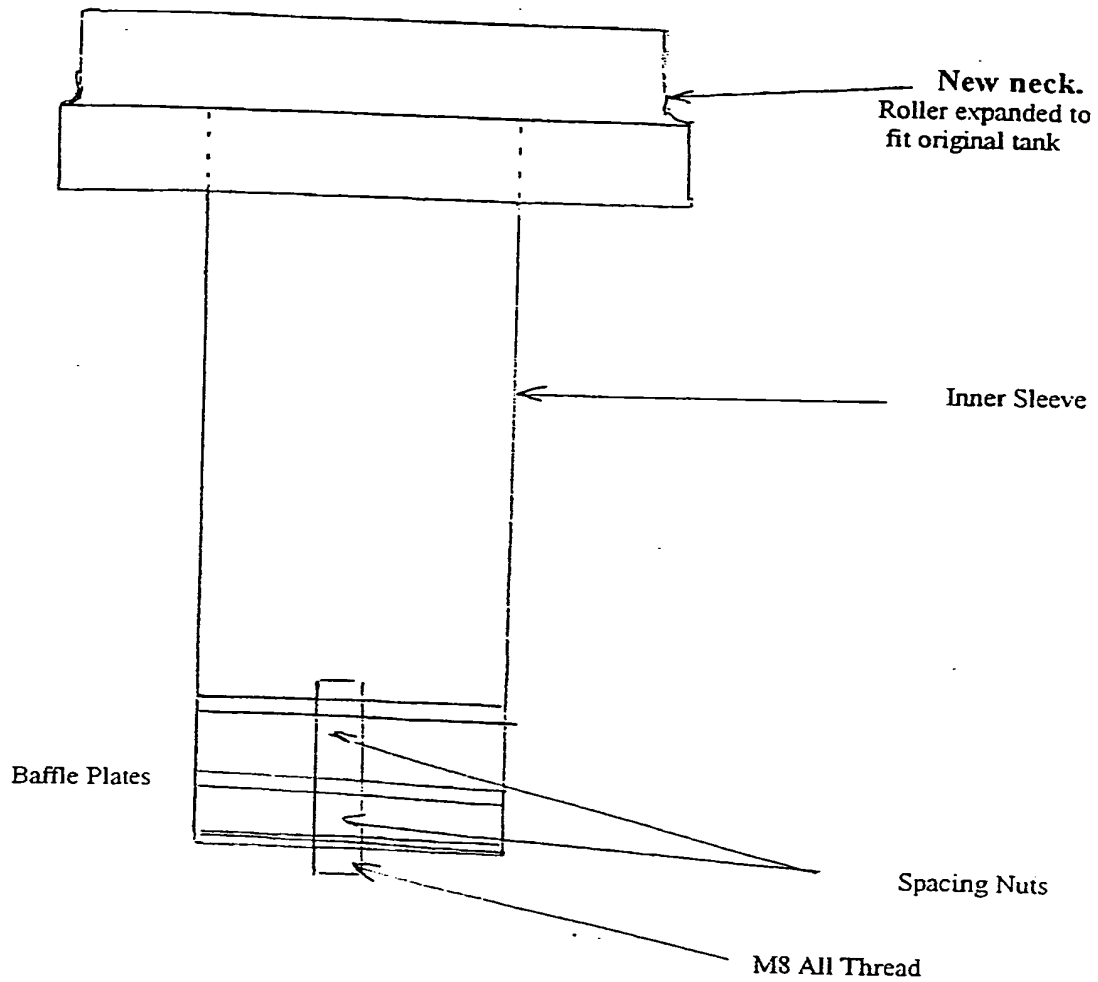 New neck.
Roller expanded to
fit original tank
Inner Sleeve
Baffle Plates
Spacing Nuts
M8 All Thread